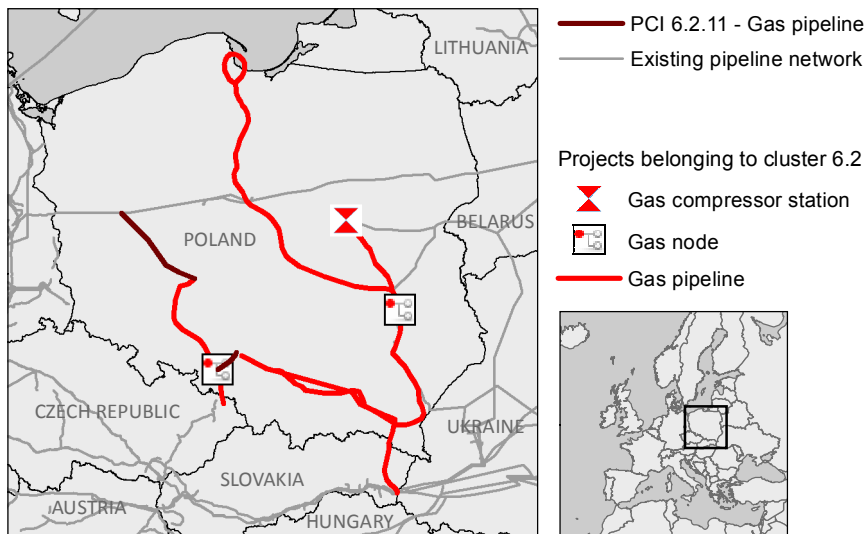 LITHUANIA
BELARUS
POLAND
CZECH REPUBLIC
UKRAINE
SLOVAKIA
AUSTRIA
HUNGARY
PCI 6.2.11 - Gas pipeline
Existing pipeline network
Projects belonging to cluster 6.2
Gas compressor station
Gas node
Gas pipeline